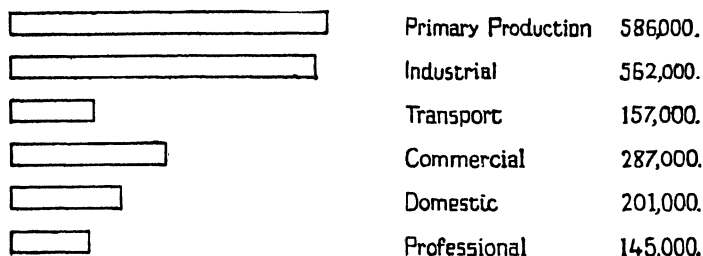 Primary Production 586,000.
Industrial 562,000.
Transport 157,000.
Commercial 287,000.
Domestic 201,000.
Professional 145,000.